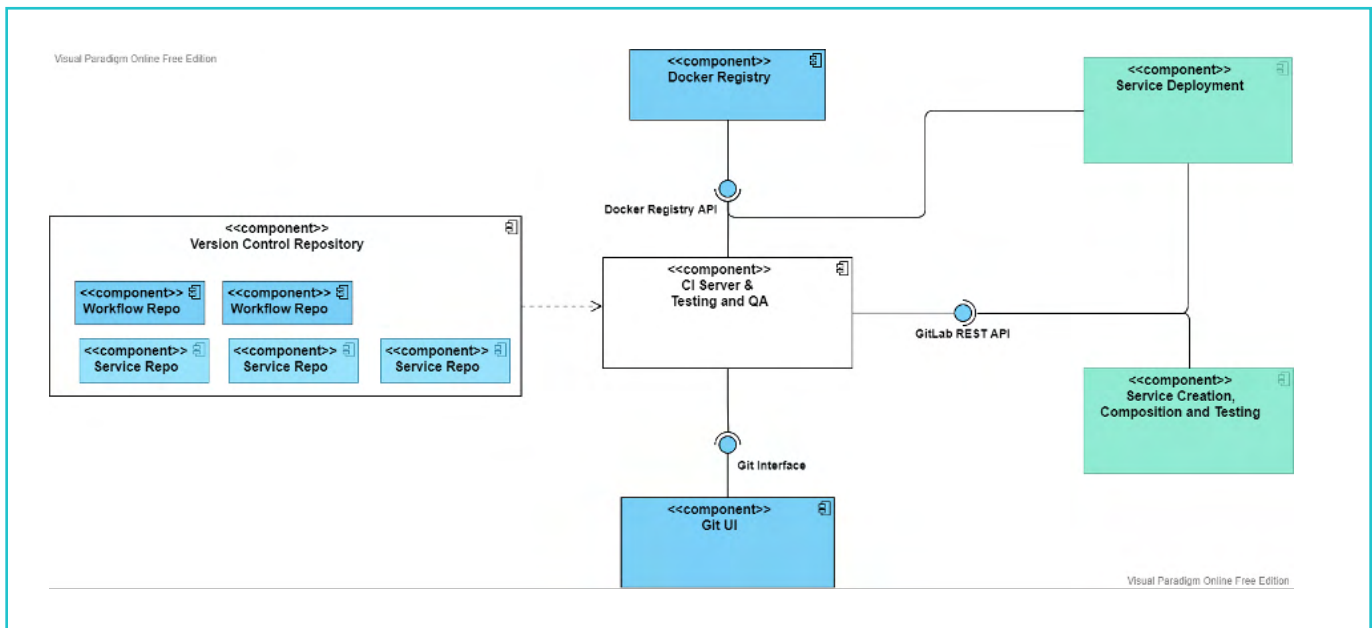 Visual Paradigm Online Free Edition
<<component>>
Docker Registry
<<component>>
Service Deployment
Docker Registry API
<<component>>
Version Control Repository
<<component>>
Workflow Repo
<<component>>
Workflow Repo
<<component>>
Service Repo
<<component>>
Service Repo
<<component>>
Service Repo
<<component>>
CI Server &
Testing and QA
GitLab REST API
<<component>>
Service Creation,
Composition and Testing
Git Interface
<<component>>
Git UI
Visual Paradigm Online Free Edition